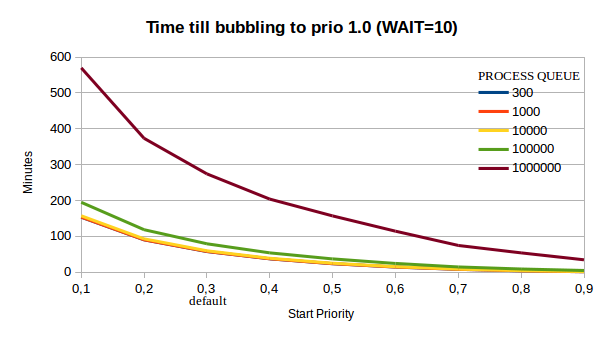 Time till bubbling to prio 1.0 (WAIT=10)
600
500
400
300
200
100
0
Minutes
PROCESS QUEUE
300
1000
10000
100000
1000000
0,1 0,2 0,3 0,4 0,5 0,6 0,7 0,8 0,9
default
Start Priority